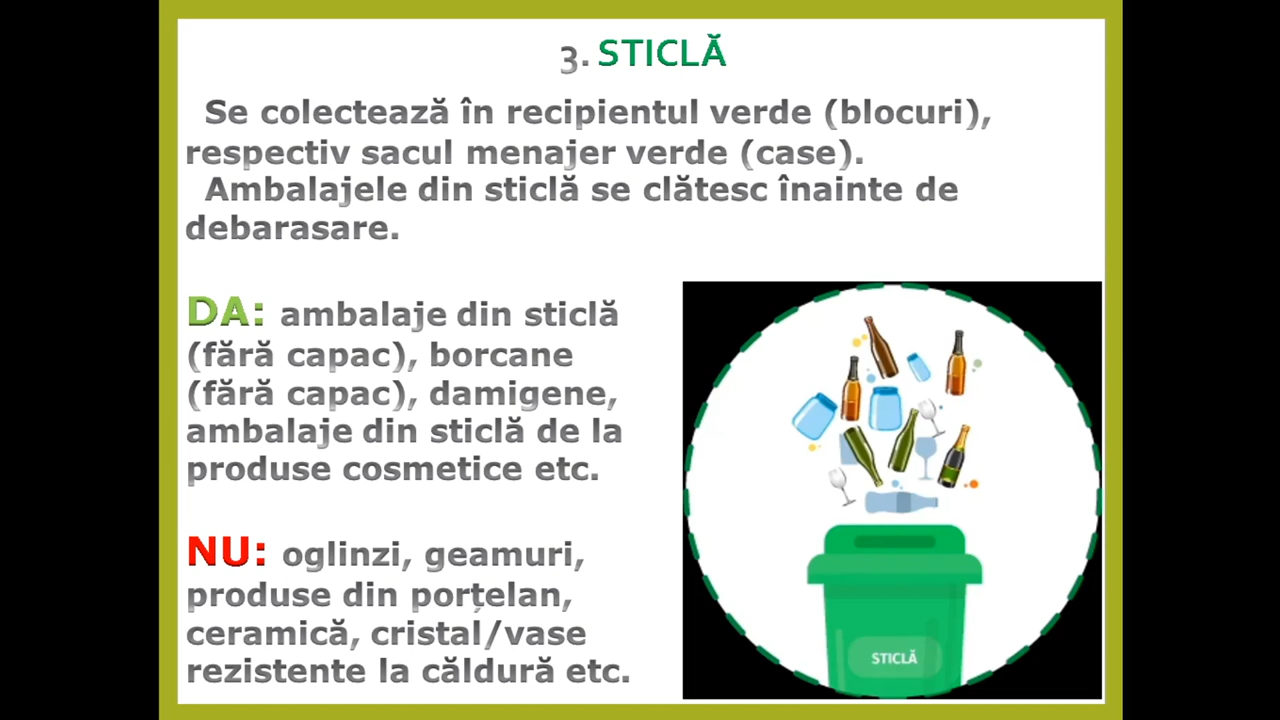 3. STICLĂ
Se colectează în recipientul verde (blocuri),
respectiv sacul menajer verde (case).
Ambalajele din sticlă se clătesc înainte de
debarasare.
DA: ambalaje din sticlă
(fără capac), borcane
(fără capac), damigene,
ambalaje din sticlă de la
produse cosmetice etc.
NU: oglinzi, geamuri,
produse din porțelan,
ceramică, cristal/vase
rezistente la căldură etc.
STICLĂ